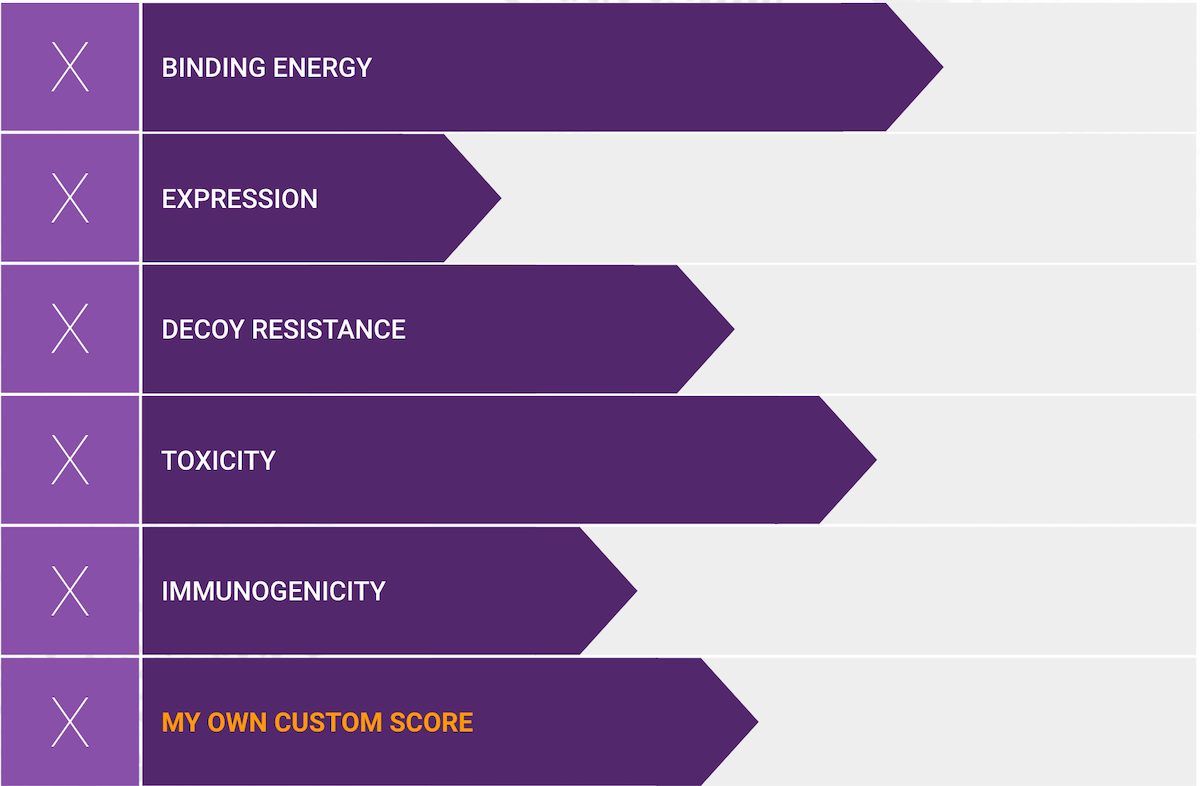 BINDING ENERGY
EXPRESSION
DECOY RESISTANCE
TOXICITY
IMMUNOGENICITY
MY OWN CUSTOM SCORE